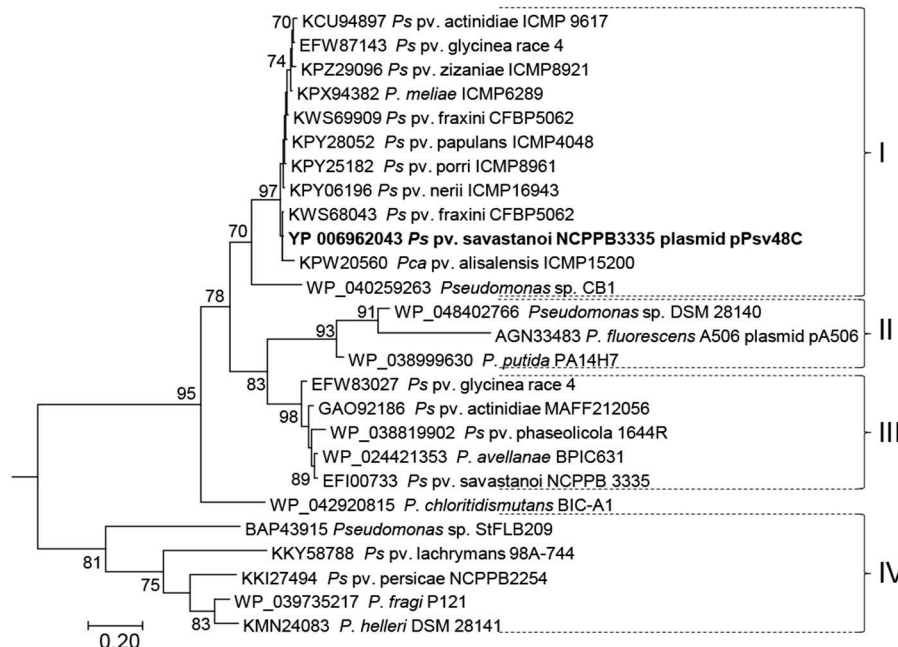 70 KCU94897 Ps pv. actinidiae ICMP 9617
EFW87143 Ps pv. glycinea race 4
74 KPZ29096 Ps pv. zizaniae ICMP8921
KPX94382 P. meliae ICMP6289
KWS69909 Ps pv. fraxini CFBP5062
KPY28052 Ps pv. papulans ICMP4048
I
KPY25182 Ps pv. porri ICMP8961
97 KPY06196 Ps pv. nerii ICMP16943
KWS68043 Ps pv. fraxini CFBP5062
70 YP 006962043 Ps pv. savastanoi NCPPB3335 plasmid pPsv48C
KPW20560 Pca pv. alisalensis ICMP15200
WP_040259263 Pseudomonas sp. CB1
78
91 WP_048402766 Pseudomonas sp. DSM 28140
93 AGN33483 P. fluorescens A506 plasmid pA506
II
WP_038999630 P. putida PA14H7
83 EFW83027 Ps pv. glycinea race 4
95
98 GAO92186 Ps pv. actinidiae MAFF212056
WP_038819902 Ps pv. phaseolicola 1644R
III
WP_024421353 P. avellanae BPIC631
89 EFI00733 Ps pv. savastanoi NCPPB 3335
WP_042920815 P. chloritidismutans BIC-A1
BAP43915 Pseudomonas sp. StFLB209
81 KKY58788 Ps pv. lachrymans 98A-744
75 KKI27494 Ps pv. persicae NCPPB2254
IV
WP_039735217 P. fragi P121
83 KMN24083 P. helleri DSM 28141
0.20